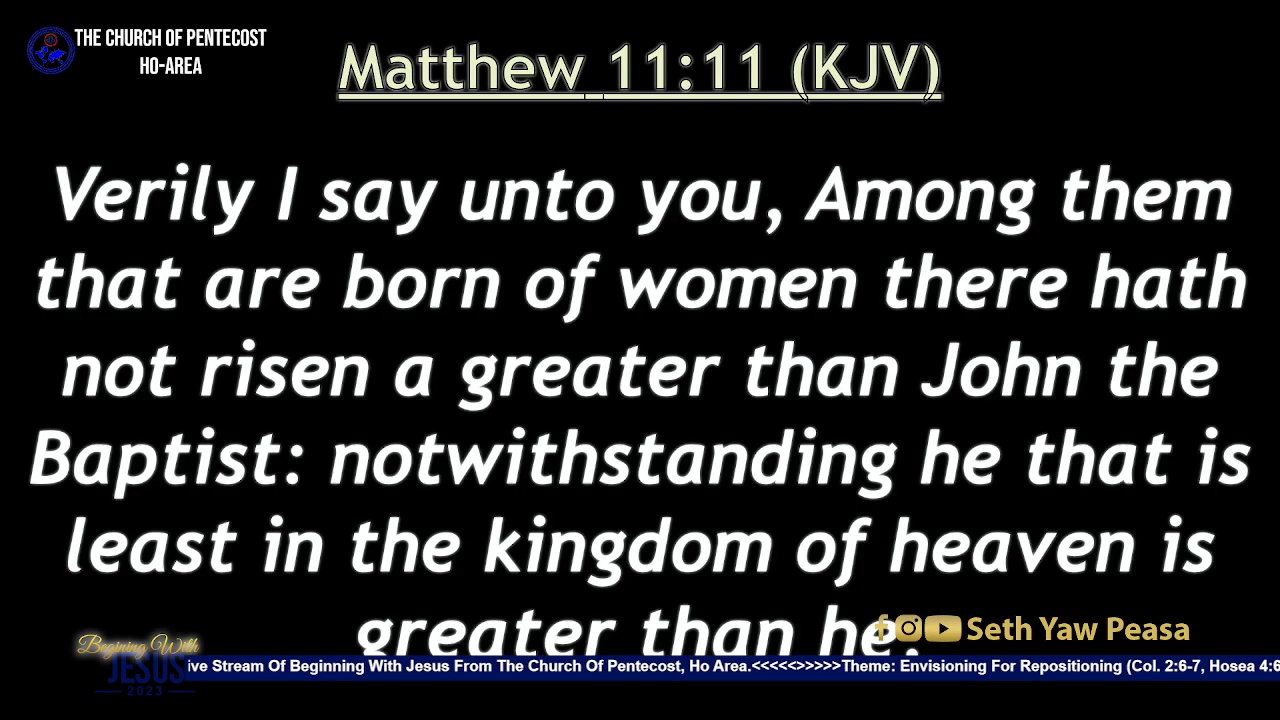 THE CHURCH OF PENTECOST
HO-AREA
Matthew 11:11 (KJV)
Verily I say unto you, Among them
that are born of women there hath
not risen a greater than John the
Baptist: notwithstanding he that is
least in the kingdom of heaven is
greater than he.
Seth Yaw Peasa
Begining With
JESUS
2023
ive Stream Of Beginning With Jesus From The Church Of Pentecost, Ho Area.<<<<<>>>>>Theme: Envisioning For Repositioning (Col. 2:6-7, Hosea 4:6